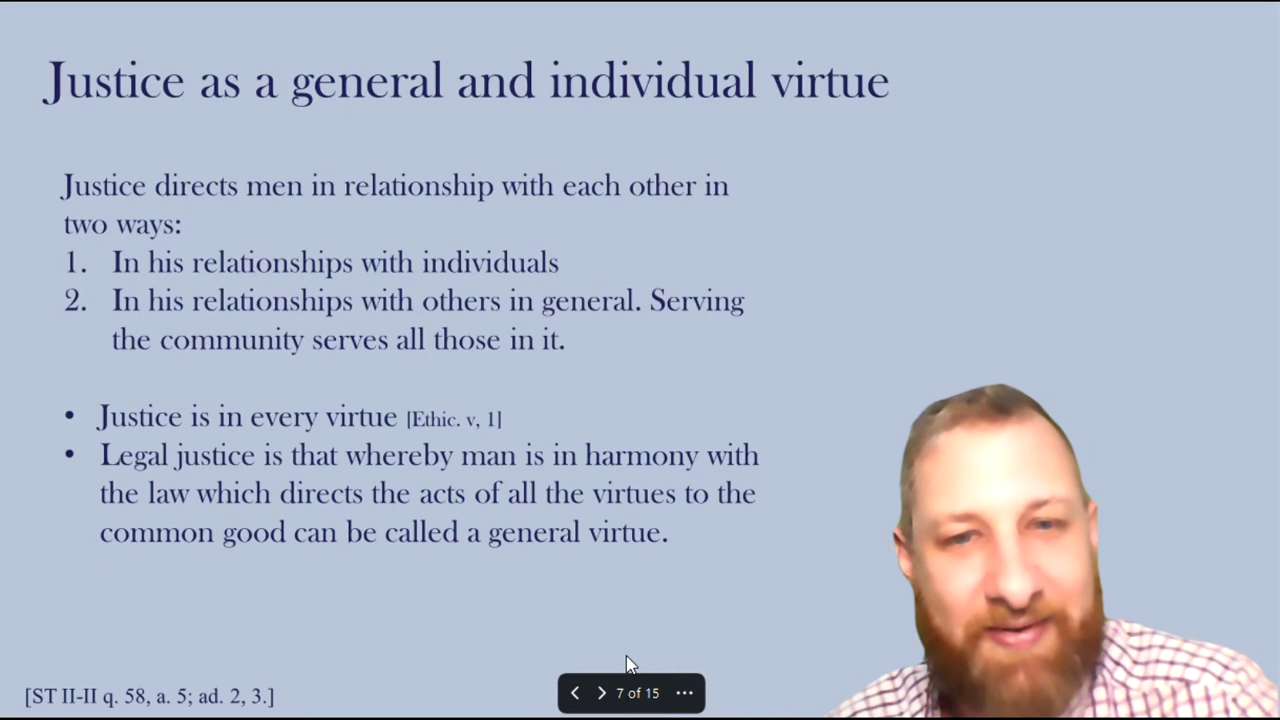 Justice as a general and individual virtue
Justice directs men in relationship with each other in
two ways:
1. In his relationships with individuals
2. In his relationships with others in general. Serving
the community serves all those in it.
• Justice is in every virtue [Ethic. v, 1]
• Legal justice is that whereby man is in harmony with
the law which directs the acts of all the virtues to the
common good can be called a general virtue.
[ST II-II q. 58, a. 5; ad. 2, 3.]
7 of 15